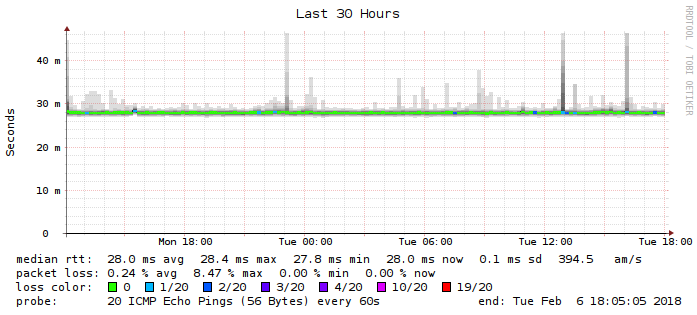 Last 30 Hours
RRDTOOL / TOBI OETIKER
Seconds
40 m
30 m
20 m
10 m
0
Mon 18:00 Tue 00:00 Tue 06:00 Tue 12:00 Tue 18:00
median rtt: 28.0 ms avg 28.4 ms max 27.8 ms min 28.0 ms now 0.1 ms sd 394.5 am/s
packet loss: 0.24 % avg 8.47 % max 0.00 % min 0.00 % now
loss color: 0 1/20 2/20 3/20 4/20 10/20 19/20
probe: 20 ICMP Echo Pings (56 Bytes) every 60s end: Tue Feb 6 18:05:05 2018